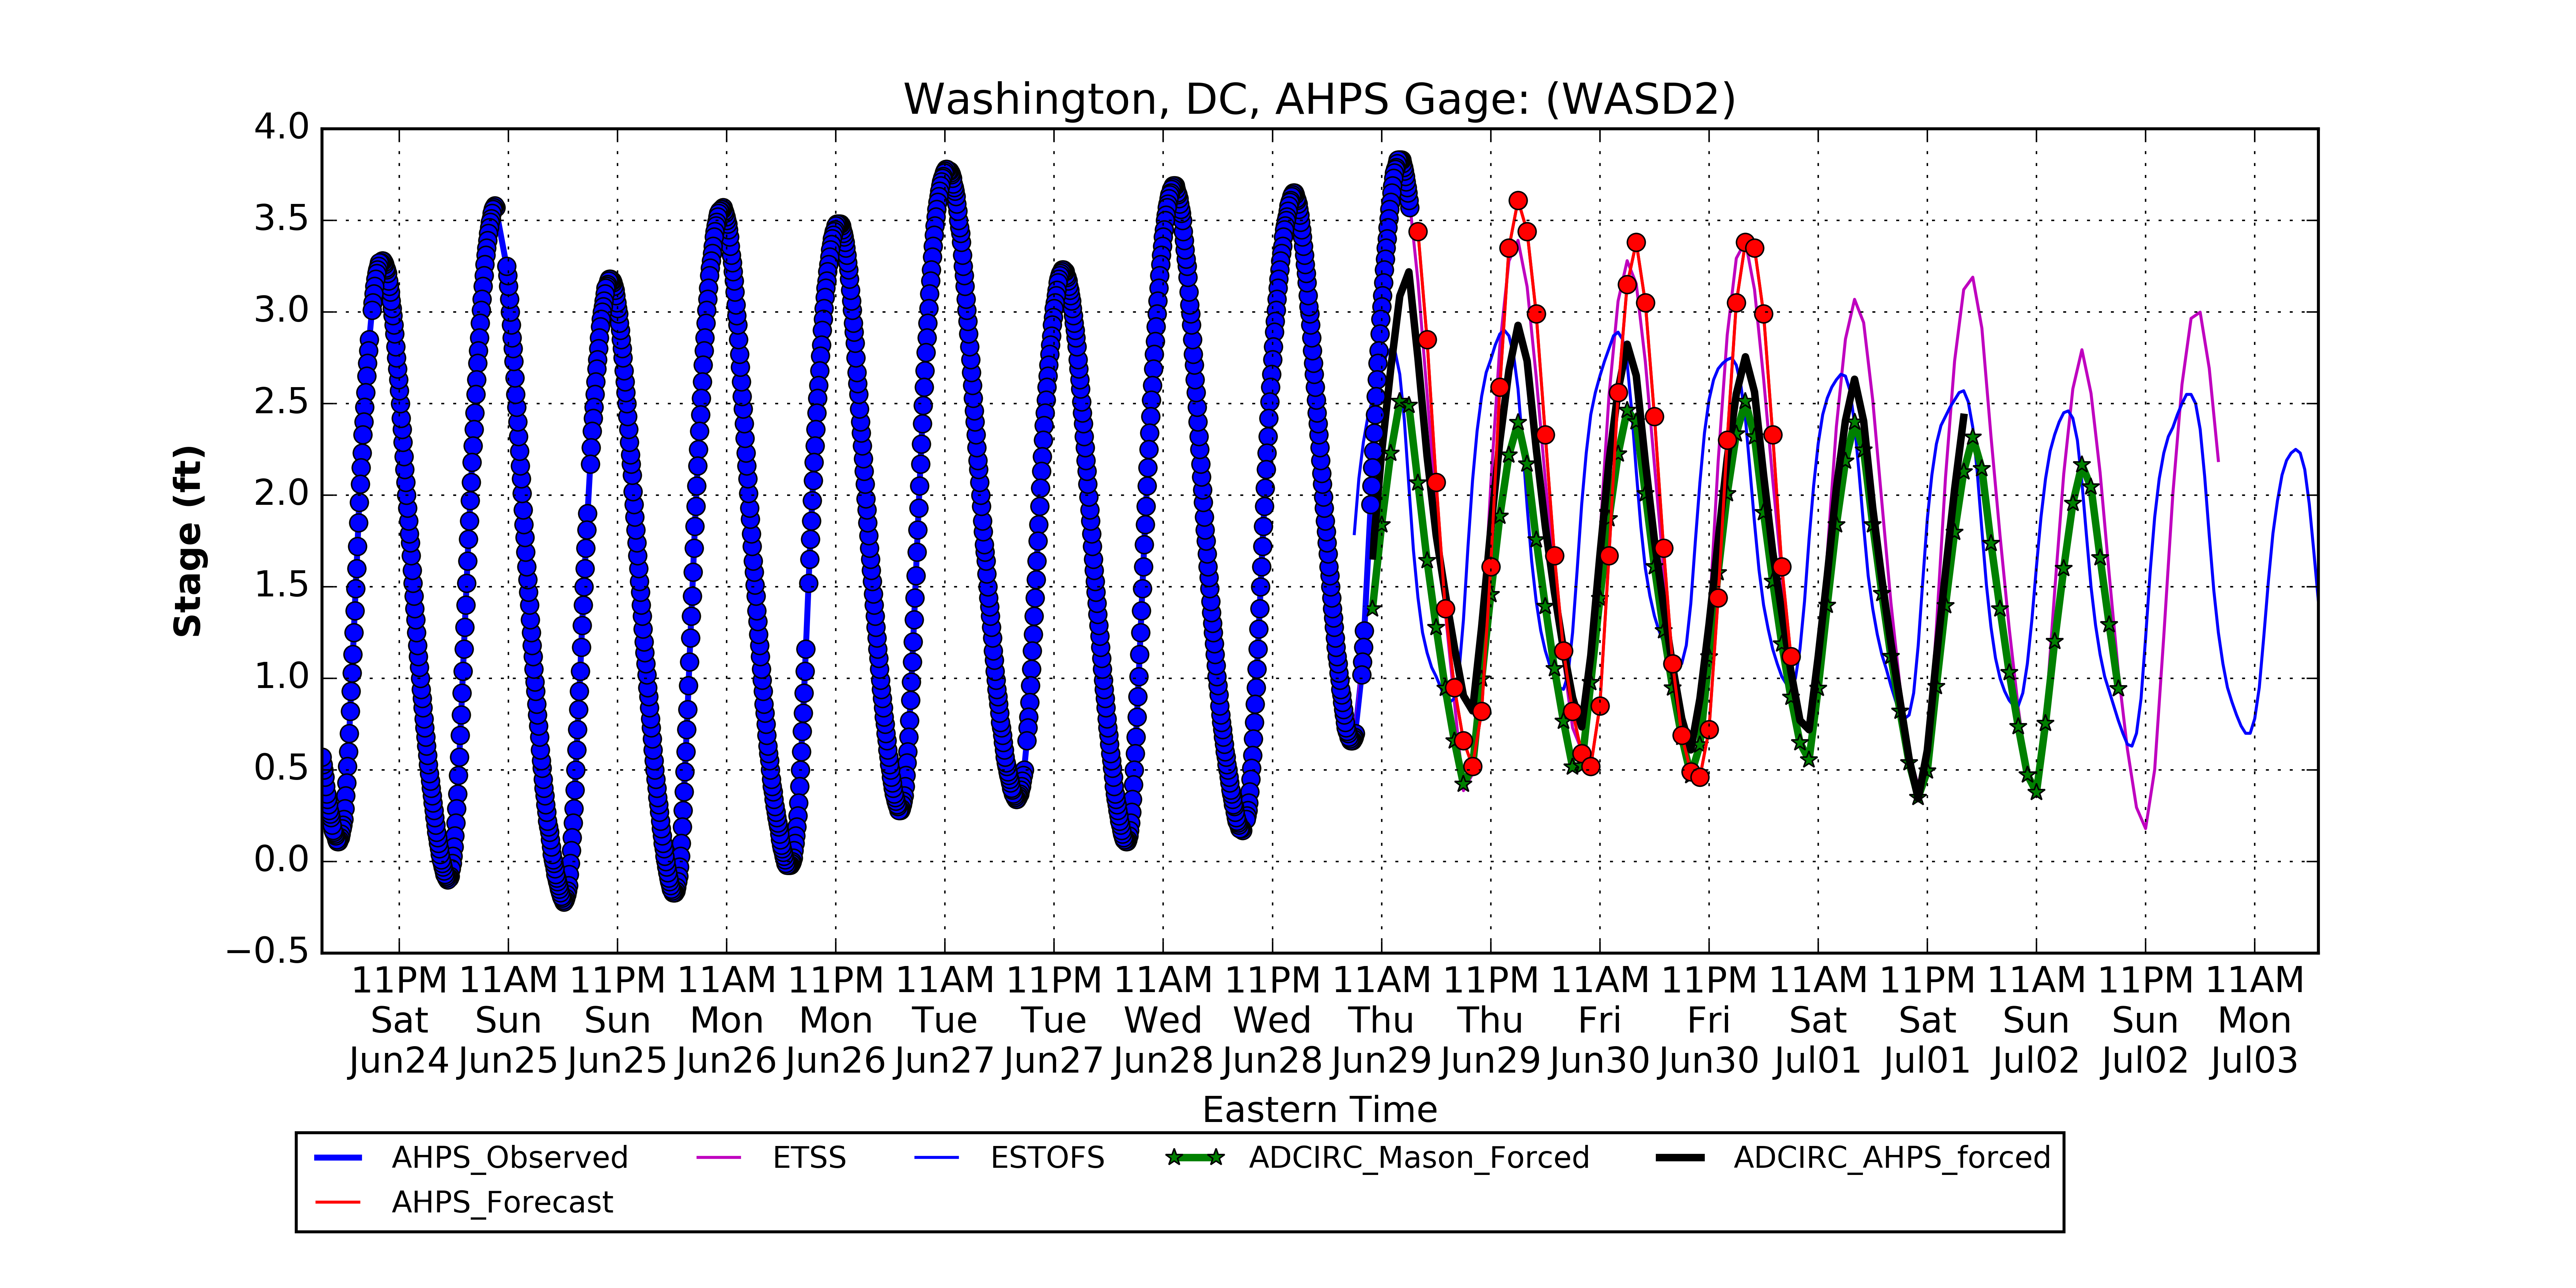 Washington, DC, AHPS Gage: (WASD2)
4.0
3.5
3.0
2.5
2.0
1.5
1.0
0.5
0.0
−0.5
Stage (ft)
11PM 11AM 11PM 11AM 11PM 11AM 11PM 11AM 11PM 11AM 11PM 11AM 11PM 11AM 11PM 11AM 11PM 11AM
Sat Sun Sun Mon Mon Tue Tue Wed Wed Thu Thu Fri Fri Sat Sat Sun Sun Mon
Jun24 Jun25 Jun25 Jun26 Jun26 Jun27 Jun27 Jun28 Jun28 Jun29 Jun29 Jun30 Jun30 Jul01 Jul01 Jul02 Jul02 Jul03
Eastern Time
AHPS_Observed ETSS ESTOFS ADCIRC_Mason_Forced ADCIRC_AHPS_forced
AHPS_Forecast